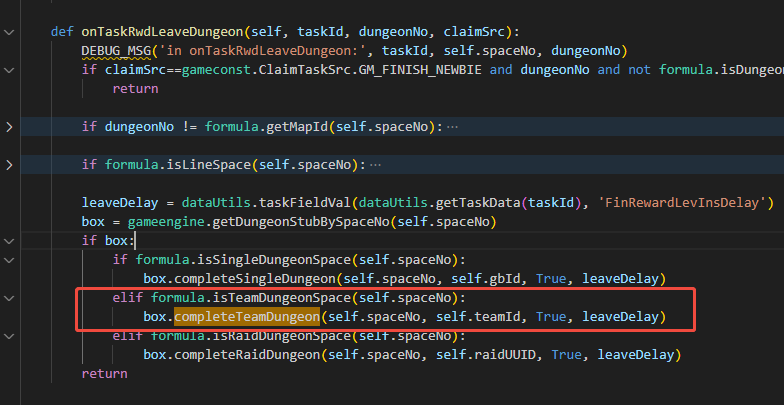 def onTaskRwdLeaveDungeon(self, taskId, dungeonNo, claimSrc):
DEBUG_MSG('in onTaskRwdLeaveDungeon:', taskId, self.spaceNo, dungeonNo)
if claimSrc==gameconst.ClaimTaskSrc.GM_FINISH_NEWBIE and dungeonNo and not formula.isDungeon
return
if dungeonNo != formula.getMapId(self.spaceNo):···
if formula.isLineSpace(self.spaceNo):···
leaveDelay = dataUtils.taskFieldVal(dataUtils.getTaskData(taskId), 'FinRewardLevInsDelay')
box = gameengine.getDungeonStubBySpaceNo(self.spaceNo)
if box:
if formula.isSingleDungeonSpace(self.spaceNo):
box.completeSingleDungeon(self.spaceNo, self.gbId, True, leaveDelay)
elif formula.isTeamDungeonSpace(self.spaceNo):
box.completeTeamDungeon(self.spaceNo, self.teamId, True, leaveDelay)
elif formula.isRaidDungeonSpace(self.spaceNo):
box.completeRaidDungeon(self.spaceNo, self.raidUUID, True, leaveDelay)
return